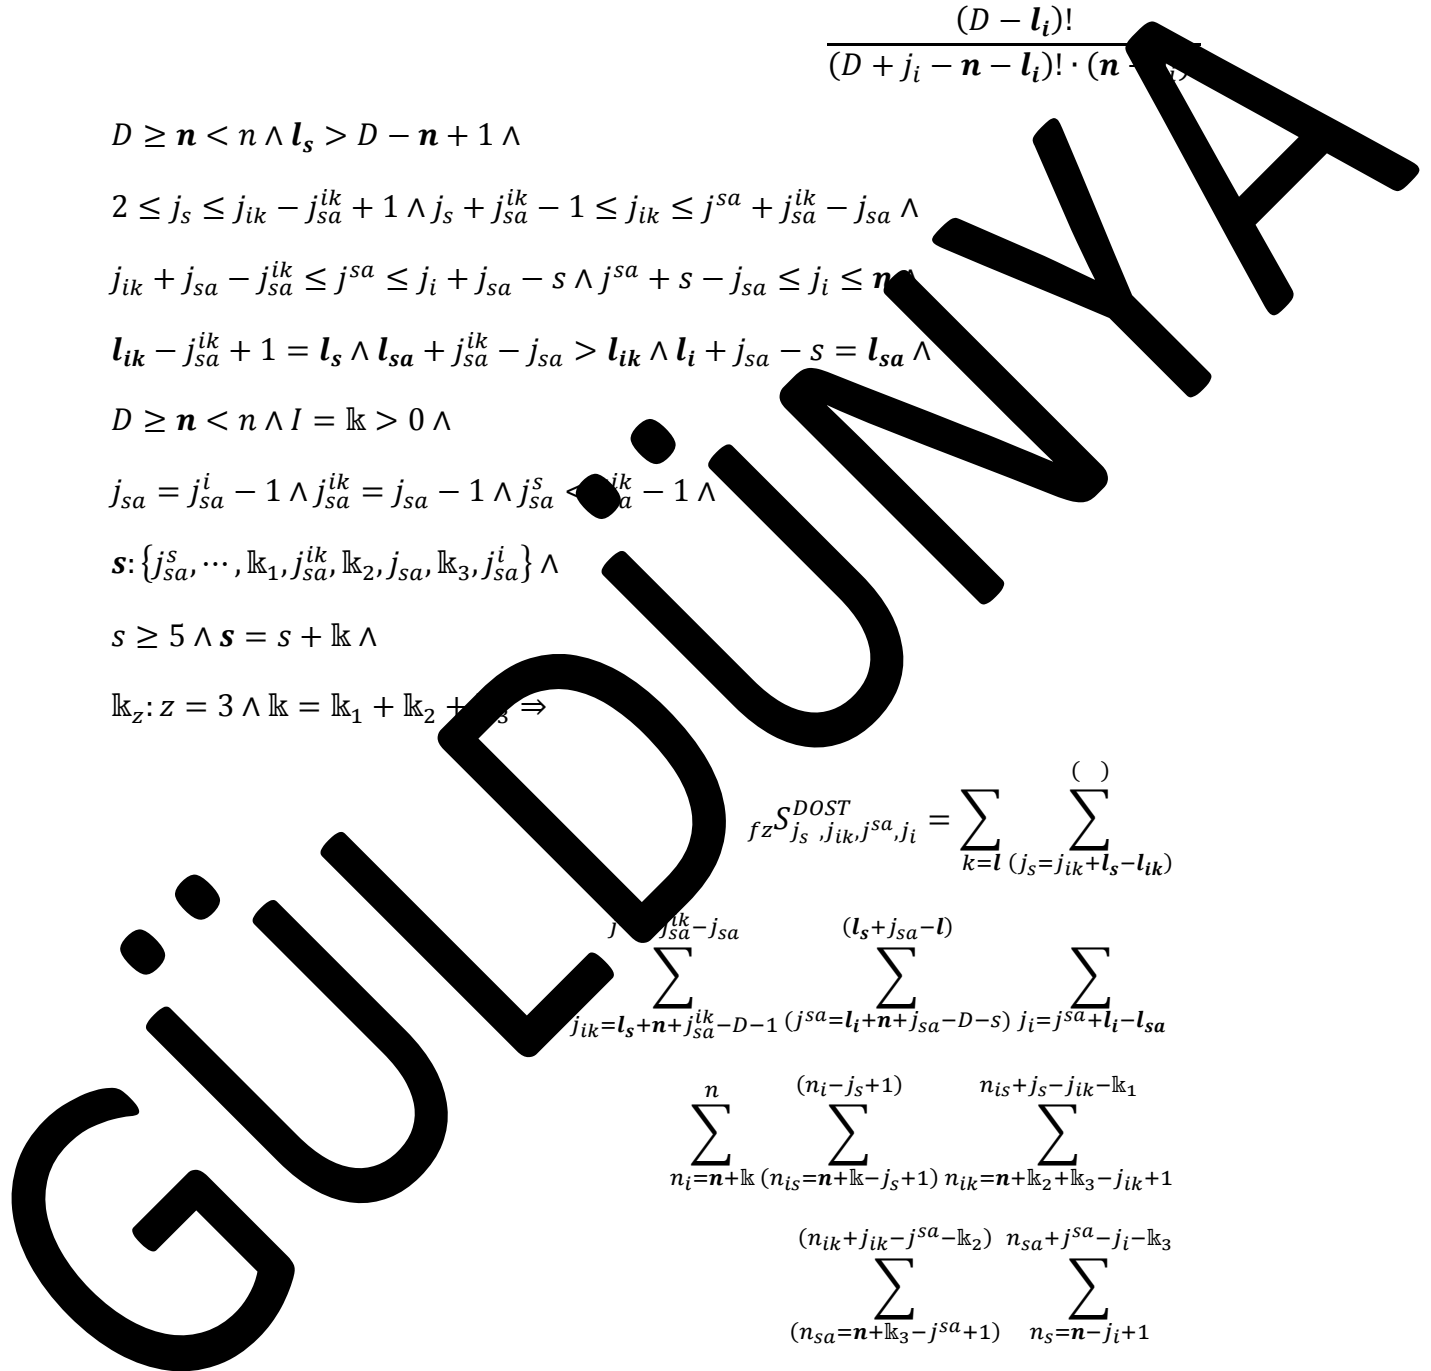 (D − l_i)!
(D + j_i − n − l_i)! · (n
D ≥ n < n ∧ l_s > D − n + 1 ∧
2 ≤ j_s ≤ j_ik − j_sa^ik + 1 ∧ j_s + j_sa^ik − 1 ≤ j_ik ≤ j^sa + j_sa^ik − j_sa ∧
j_ik + j_sa − j_sa^ik ≤ j^sa ≤ j_i + j_sa − s ∧ j^sa + s − j_sa ≤ j_i ≤ n ∧
l_ik − j_sa^ik + 1 = l_s ∧ l_sa + j_sa^ik − j_sa > l_ik ∧ l_i + j_sa − s = l_sa ∧
D ≥ n < n ∧ I = 𝕜 > 0 ∧
j_sa = j_sa^i − 1 ∧ j_sa^ik = j_sa − 1 ∧ j_sa^s < − 1 ∧
s: {j_sa^s, ⋯ , 𝕜_1, j_sa^ik, 𝕜_2, j_sa, 𝕜_3, j_sa^i} ∧
s ≥ 5 ∧ s = s + 𝕜 ∧
𝕜_z: z = 3 ∧ 𝕜 = 𝕜_1 + 𝕜_2 + ⇒
( )
fzS_{j_s ,j_ik,j^sa,j_i}^DOST = ∑ ∑
k=l (j_s=j_ik+l_s−l_ik)
j_sa^ik−j_sa (l_s+j_sa−l)
∑ ∑ ∑
j_ik=l_s+n+j_sa^ik−D−1 (j^sa=l_i+n+j_sa−D−s) j_i=j^sa+l_i−l_sa
n (n_i−j_s+1) n_is+j_s−j_ik−𝕜_1
∑ ∑ ∑
n_i=n+𝕜 (n_is=n+𝕜−j_s+1) n_ik=n+𝕜_2+𝕜_3−j_ik+1
(n_ik+j_ik−j^sa−𝕜_2) n_sa+j^sa−j_i−𝕜_3
∑ ∑
(n_sa=n+𝕜_3−j^sa+1) n_s=n−j_i+1
GÜLDÜNYA